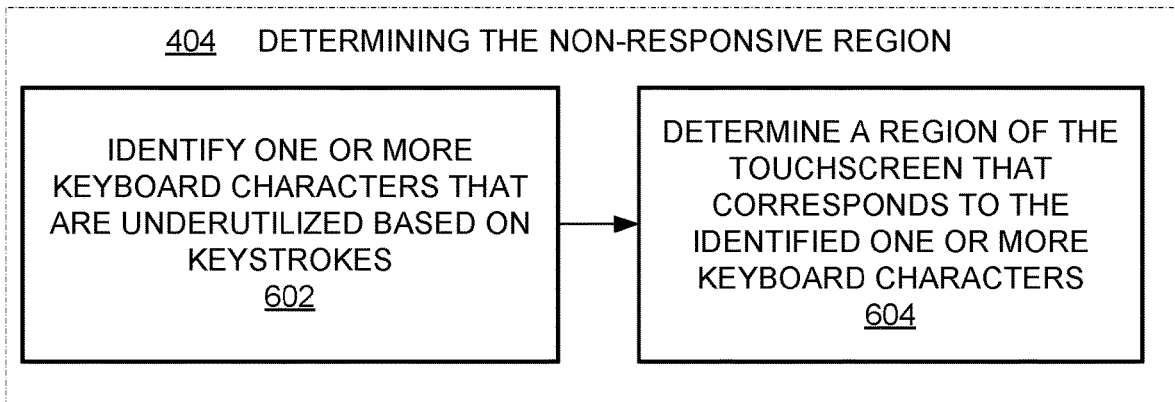 404 DETERMINING THE NON-RESPONSIVE REGION
IDENTIFY ONE OR MORE
KEYBOARD CHARACTERS THAT
ARE UNDERUTILIZED BASED ON
KEYSTROKES
602
DETERMINE A REGION OF THE
TOUCHSCREEN THAT
CORRESPONDS TO THE
IDENTIFIED ONE OR MORE
KEYBOARD CHARACTERS
604